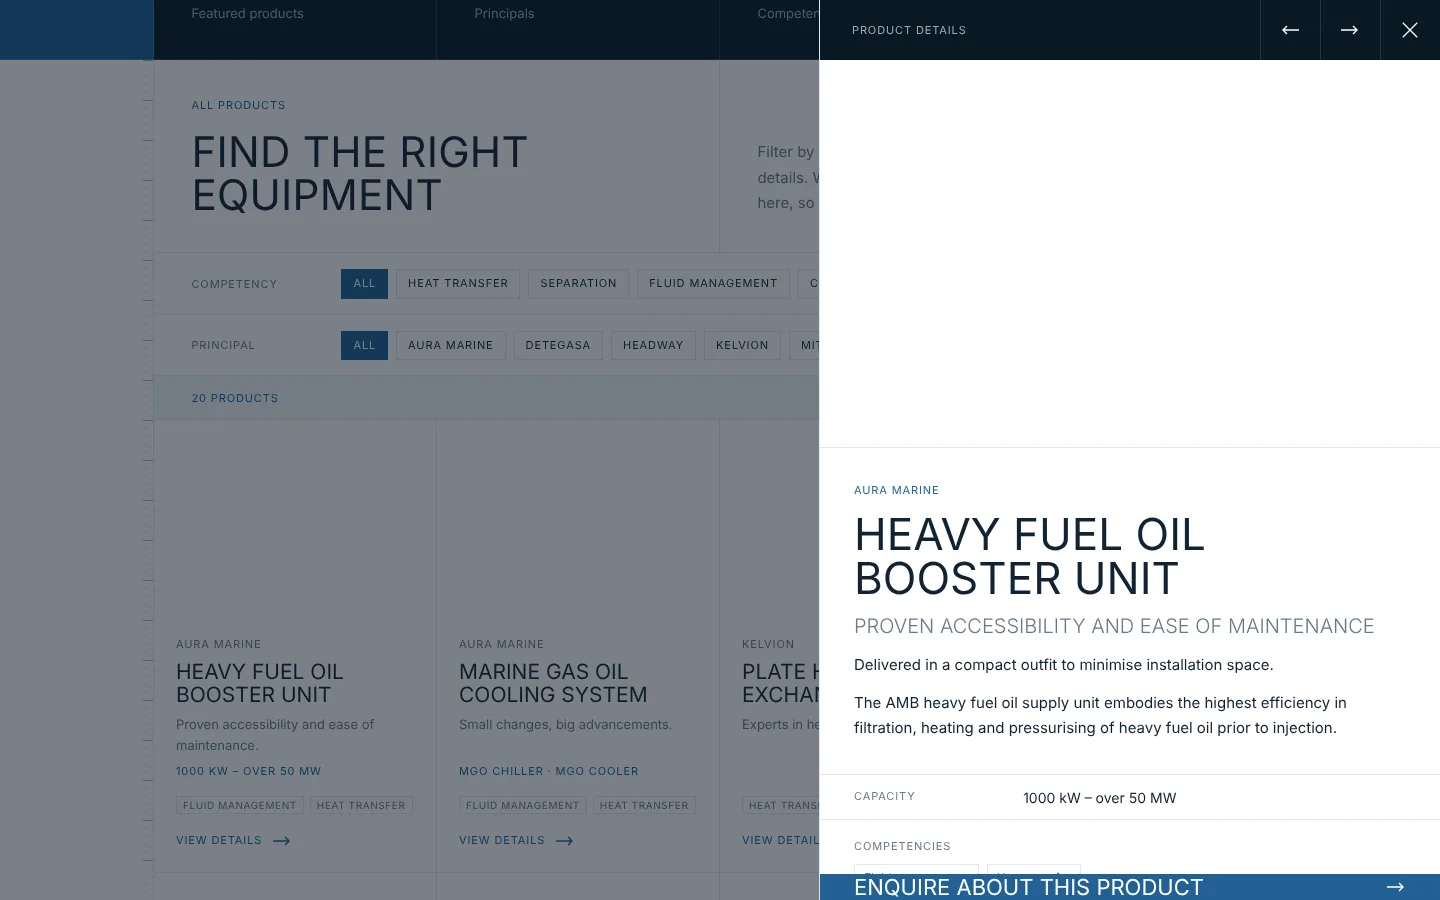 Featured products
Principals
PRODUCT DETAILS
ALL PRODUCTS
FIND THE RIGHT
EQUIPMENT
Filter by
details.
here, so
COMPETENCY
ALL
HEAT TRANSFER
SEPARATION
FLUID MANAGEMENT
PRINCIPAL
ALL
AURA MARINE
DETEGASA
HEADWAY
KELVION
20 PRODUCTS
AURA MARINE
HEAVY FUEL OIL
BOOSTER UNIT
Proven accessibility and ease of
maintenance.
1000 KW – OVER 50 MW
FLUID MANAGEMENT
HEAT TRANSFER
VIEW DETAILS
AURA MARINE
MARINE GAS OIL
COOLING SYSTEM
Small changes, big advancements.
MGO CHILLER · MGO COOLER
FLUID MANAGEMENT
HEAT TRANSFER
VIEW DETAILS
KELVION
PLATE
Experts in
HEAT
VIEW
AURA MARINE
HEAVY FUEL OIL
BOOSTER UNIT
PROVEN ACCESSIBILITY AND EASE OF MAINTENANCE
Delivered in a compact outfit to minimise installation space.
The AMB heavy fuel oil supply unit embodies the highest efficiency in
filtration, heating and pressurising of heavy fuel oil prior to injection.
CAPACITY
1000 kW – over 50 MW
COMPETENCIES
ENQUIRE ABOUT THIS PRODUCT